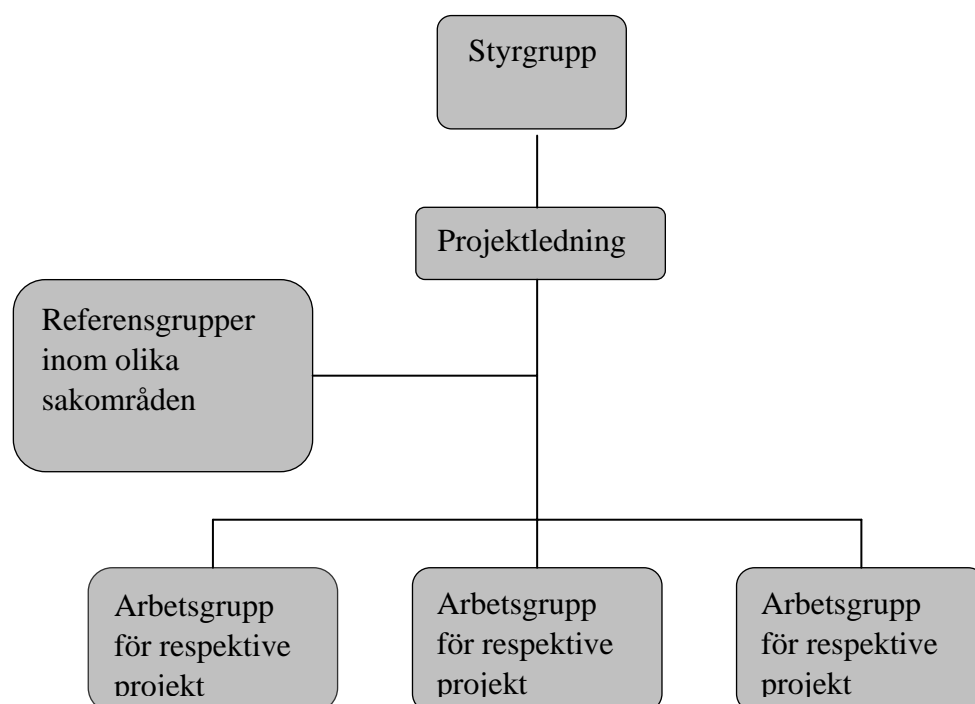 Styrgrupp
Projektledning
Referensgrupper
inom olika
sakområden
Arbetsgrupp
för respektive
projekt
Arbetsgrupp
för respektive
projekt
Arbetsgrupp
för respektive
projekt